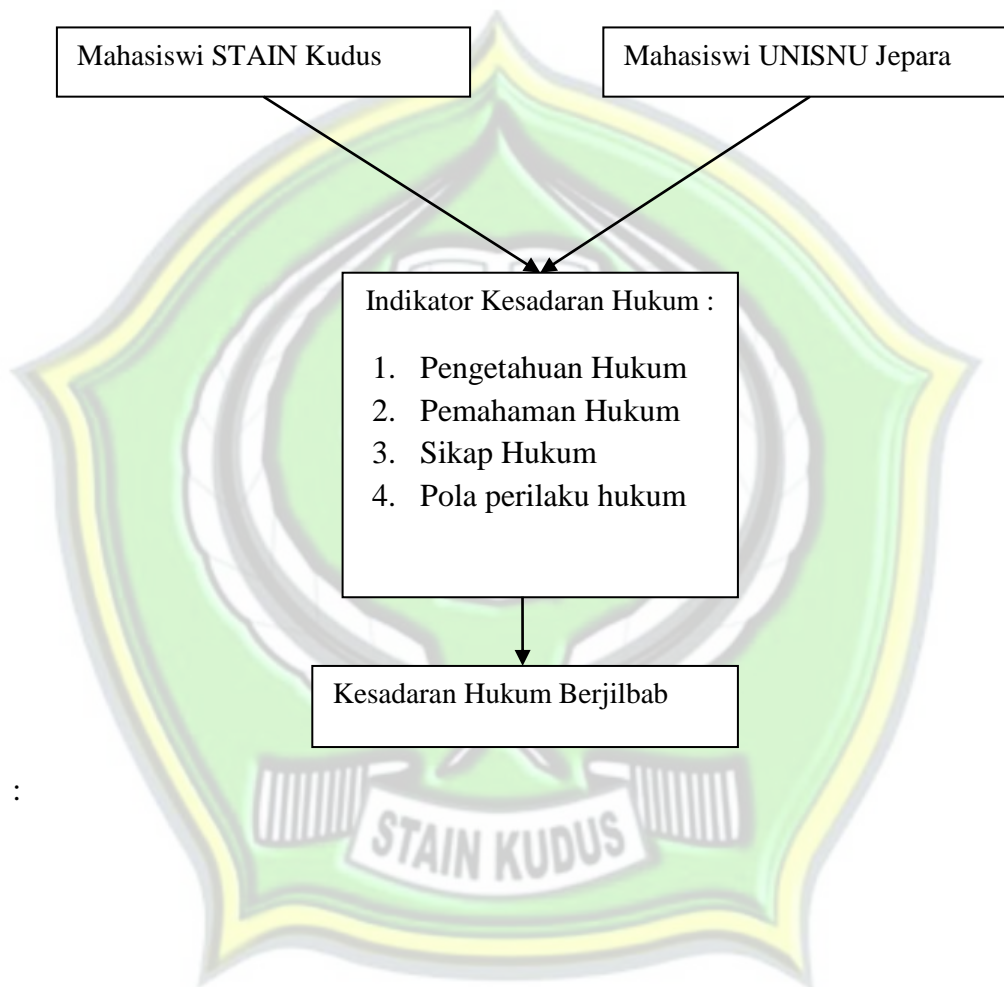 Mahasiswi STAIN Kudus
Mahasiswi UNISNU Jepara
Indikator Kesadaran Hukum :
1. Pengetahuan Hukum
2. Pemahaman Hukum
3. Sikap Hukum
4. Pola perilaku hukum
Kesadaran Hukum Berjilbab
:
STAIN KUDUS